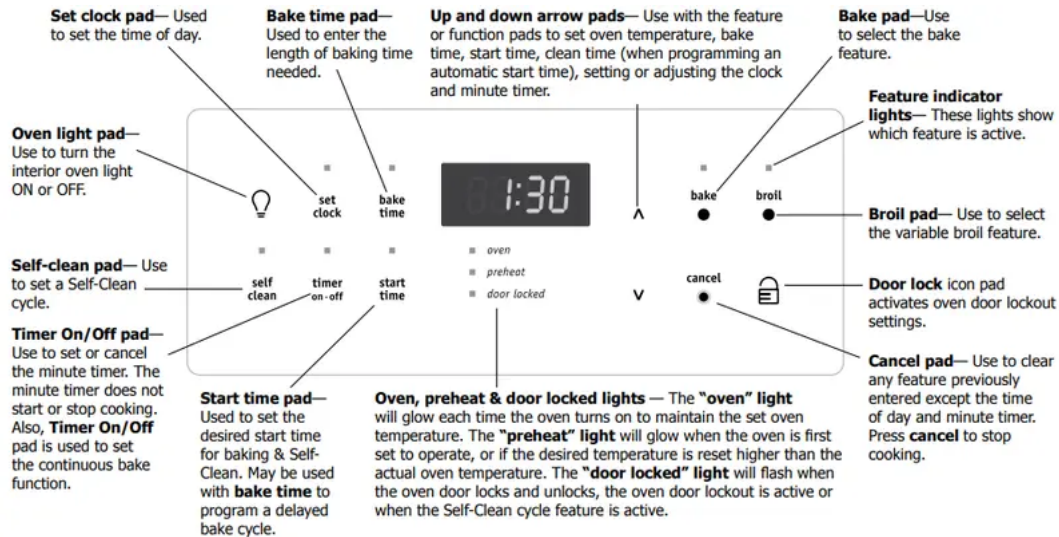 Set clock pad— Used
to set the time of day.
Bake time pad—
Used to enter the
length of baking time
needed.
Up and down arrow pads— Use with the feature
or function pads to set oven temperature, bake
time, start time, clean time (when programming an
automatic start time), setting or adjusting the clock
and minute timer.
Bake pad—Use
to select the bake
feature.
Feature indicator
lights— These lights show
which feature is active.
Oven light pad—
Use to turn the
interior oven light
ON or OFF.
set
clock
bake
time
1:30
bake
broil
Broil pad— Use to select
the variable broil feature.
Self-clean pad— Use
to set a Self-Clean
cycle.
self
clean
timer
on-off
start
time
oven
preheat
door locked
cancel
Door lock icon pad
activates oven door lockout
settings.
Timer On/Off pad—
Use to set or cancel
the minute timer. The
minute timer does not
start or stop cooking.
Also, Timer On/Off
pad is used to set
the continuous bake
function.
Start time pad—
Used to set the
desired start time
for baking & Self-
Clean. May be used
with bake time to
program a delayed
bake cycle.
Oven, preheat & door locked lights — The “oven” light
will glow each time the oven turns on to maintain the set oven
temperature. The “preheat” light will glow when the oven is first
set to operate, or if the desired temperature is reset higher than the
actual oven temperature. The “door locked” light will flash when
the oven door locks and unlocks, the oven door lockout is active or
when the Self-Clean cycle feature is active.
Cancel pad— Use to clear
any feature previously
entered except the time
of day and minute timer.
Press cancel to stop
cooking.